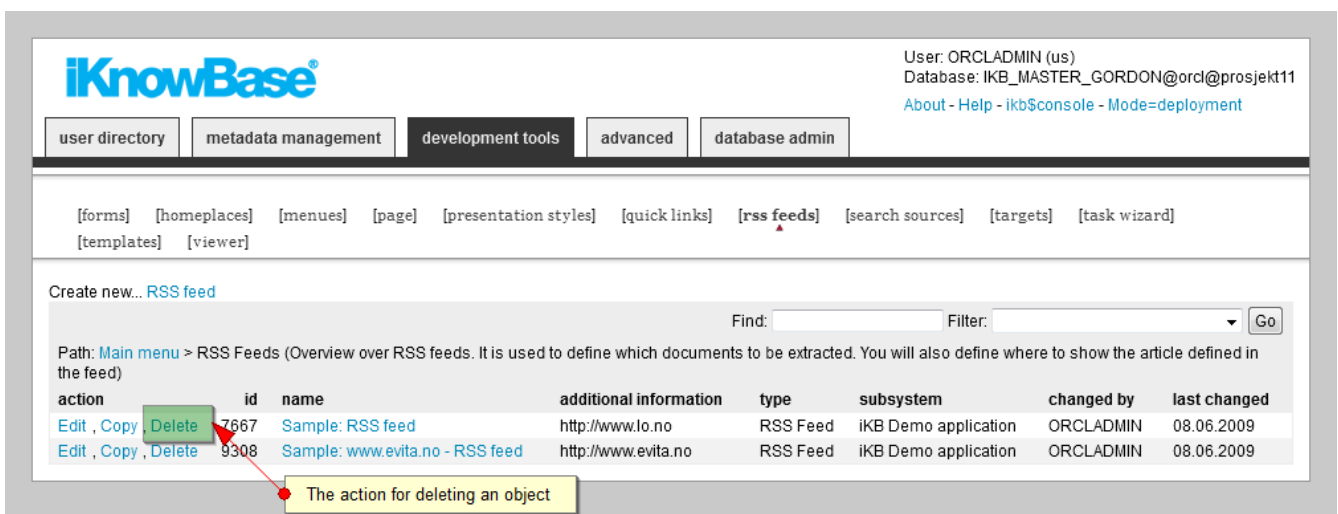 iKnowBase®
User: ORCLADMIN (us)
Database: IKB_MASTER_GORDON@orcl@prosjekt11
About - Help - ikb$console - Mode=deployment
user directory metadata management development tools advanced database admin
[forms] [homeplaces] [menues] [page] [presentation styles] [quick links] [rss feeds] [search sources] [targets] [task wizard]
[templates] [viewer]
Create new... RSS feed
Find: Filter: Go
Path: Main menu > RSS Feeds (Overview over RSS feeds. It is used to define which documents to be extracted. You will also define where to show the article defined in
the feed)
action id name additional information type subsystem changed by last changed
Edit , Copy , Delete 7667 Sample: RSS feed http://www.lo.no RSS Feed iKB Demo application ORCLADMIN 08.06.2009
Edit , Copy , Delete 9308 Sample: www.evita.no - RSS feed http://www.evita.no RSS Feed iKB Demo application ORCLADMIN 08.06.2009
The action for deleting an object